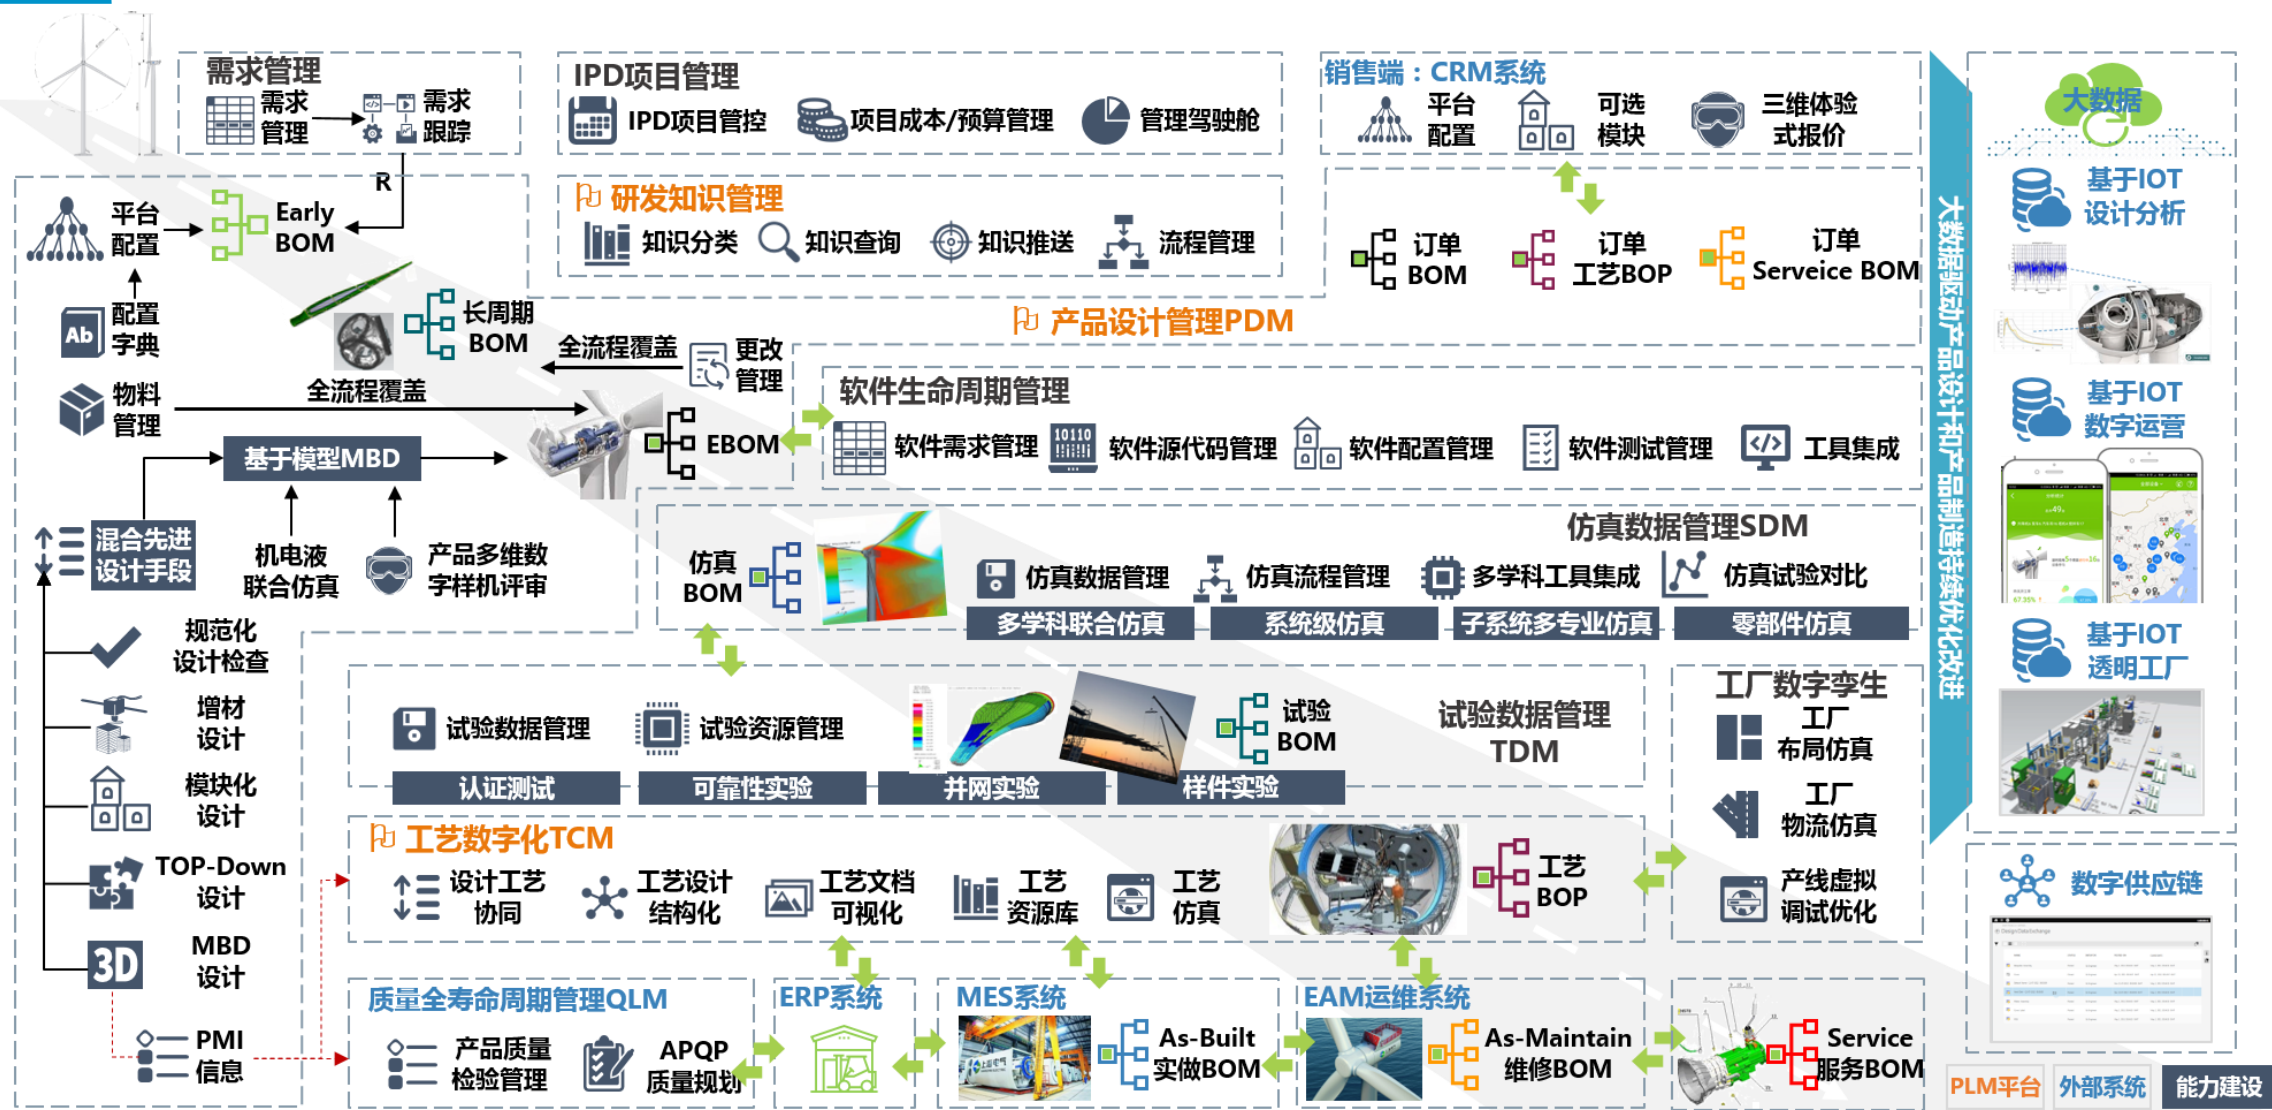 需求管理
需求
管理
需求
跟踪
R
IPD项目管理
IPD项目管控
项目成本/预算管理
管理驾驶舱
销售端：CRM系统
平台
配置
可选
模块
三维体验
式报价
研发知识管理
知识分类
知识查询
知识推送
流程管理
订单
BOM
订单
工艺BOP
订单
Serveice BOM
产品设计管理PDM
平台
配置
Early
BOM
Ab
配置
字典
长周期
BOM
物料
管理
全流程覆盖
全流程覆盖
更改
管理
EBOM
基于模型MBD
混合先进
设计手段
机电液
联合仿真
产品多维数
字样机评审
规范化
设计检查
增材
设计
模块化
设计
TOP-Down
设计
3D
MBD
设计
PMI
信息
软件生命周期管理
软件需求管理
10110
软件源代码管理
软件配置管理
软件测试管理
工具集成
仿真数据管理SDM
仿真
BOM
仿真数据管理
仿真流程管理
多学科工具集成
仿真试验对比
多学科联合仿真
系统级仿真
子系统多专业仿真
零部件仿真
试验数据管理
试验资源管理
试验
BOM
试验数据管理
TDM
认证测试
可靠性实验
并网实验
样件实验
工厂数字孪生
工厂
布局仿真
工厂
物流仿真
产线虚拟
调试优化
工艺数字化TCM
设计工艺
协同
工艺设计
结构化
工艺文档
可视化
工艺
资源库
工艺
仿真
工艺
BOP
质量全寿命周期管理QLM
产品质量
检验管理
APQP
质量规划
ERP系统
MES系统
As-Built
实做BOM
EAM运维系统
As-Maintain
维修BOM
Service
服务BOM
大数据驱动产品设计和产品制造持续优化改进
大数据
基于IOT
设计分析
基于IOT
数字运营
67.35%
基于IOT
透明工厂
数字供应链
PLM平台
外部系统
能力建设